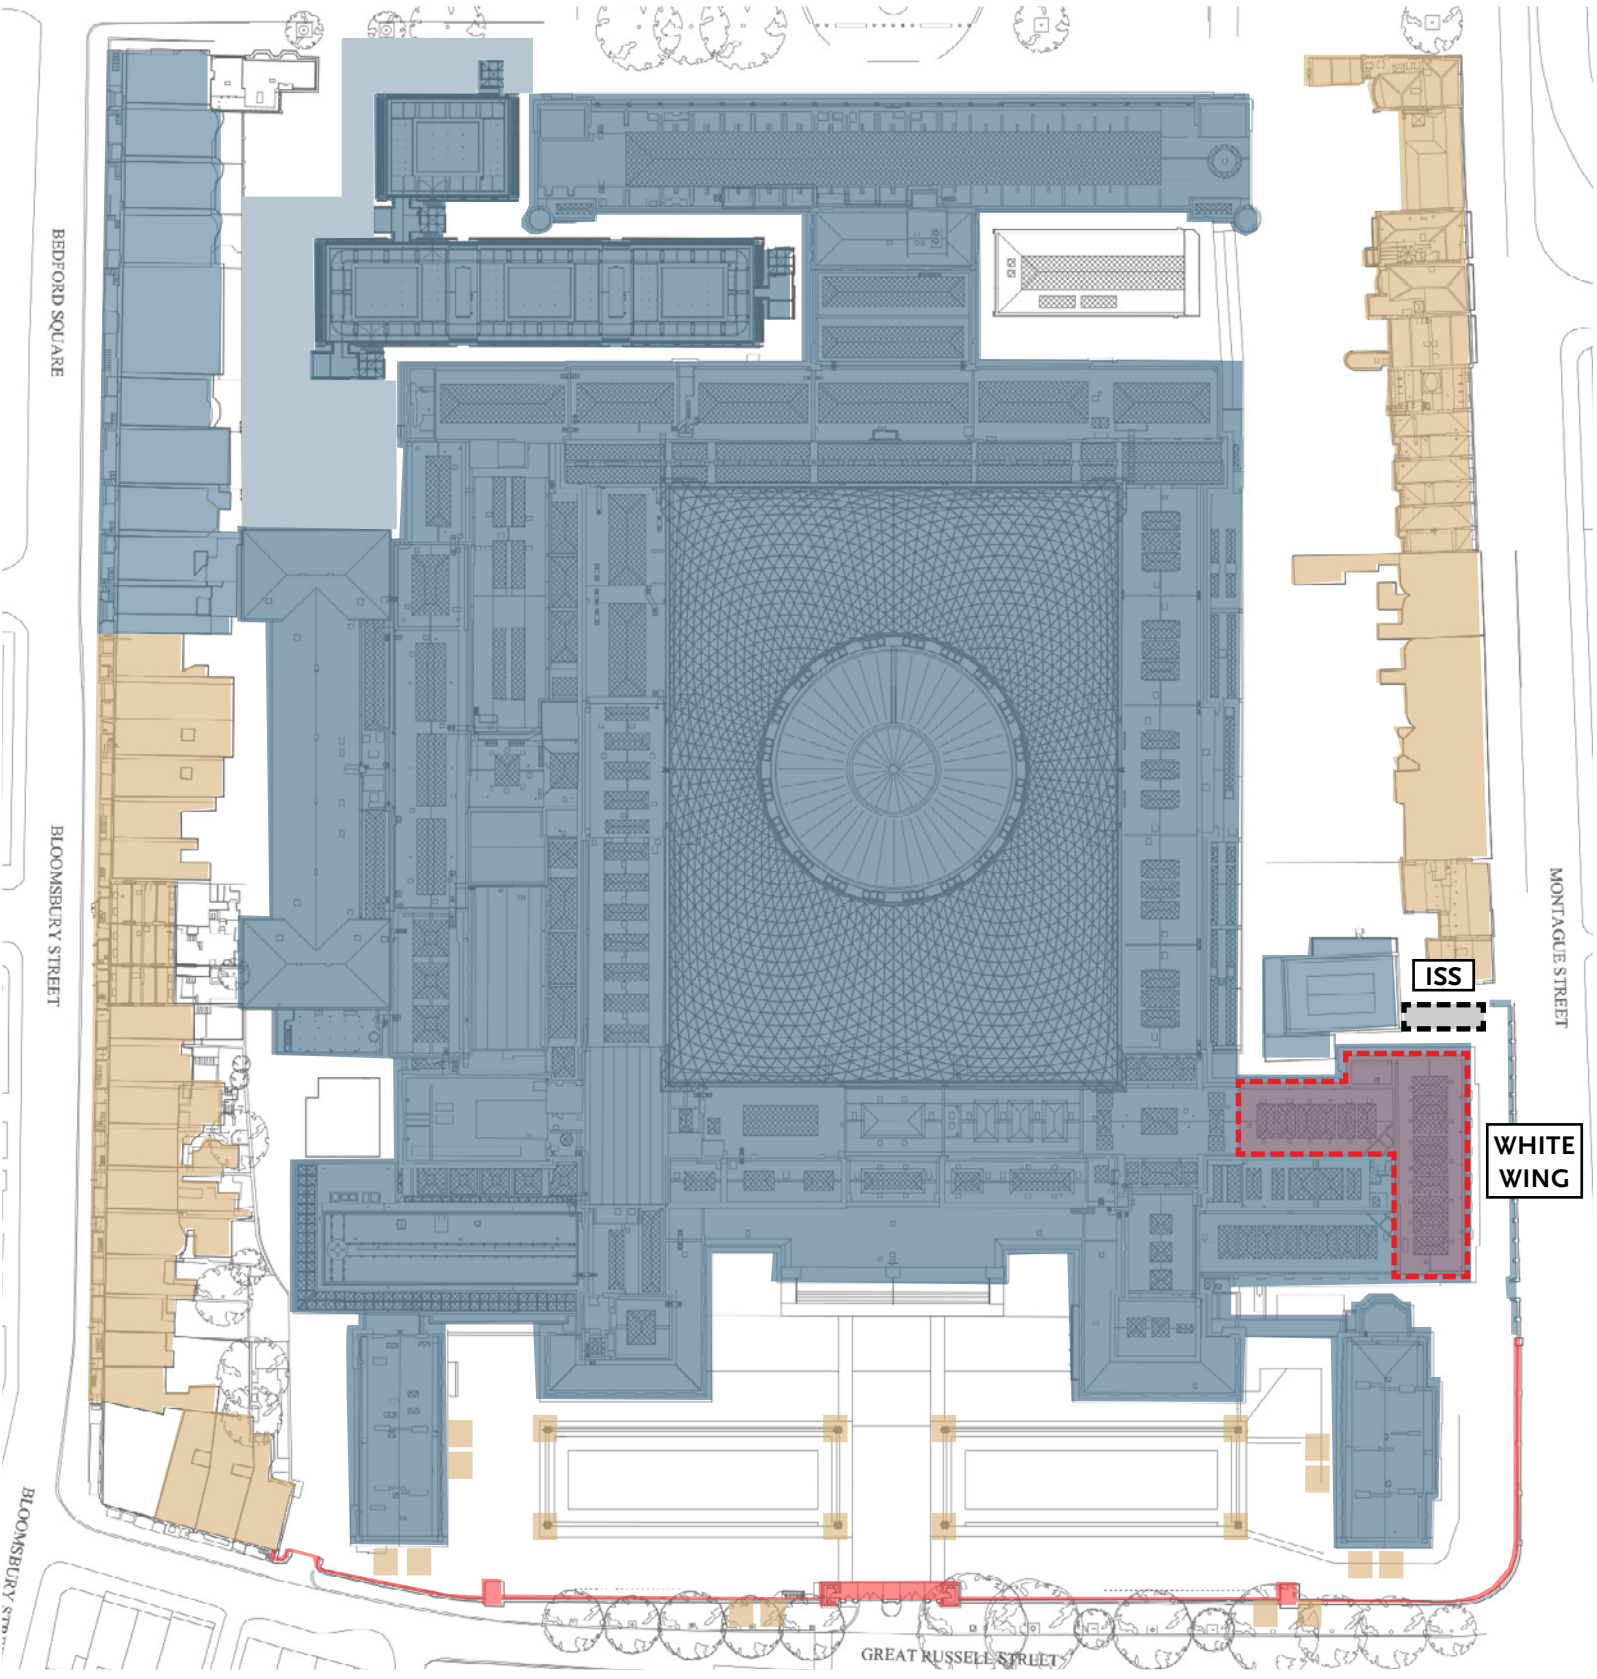 BEDFORD SQUARE
BLOOMSBURY STREET
MONTAGUE STREET
ISS
WHITE
WING
GREAT RUSSELL STREET